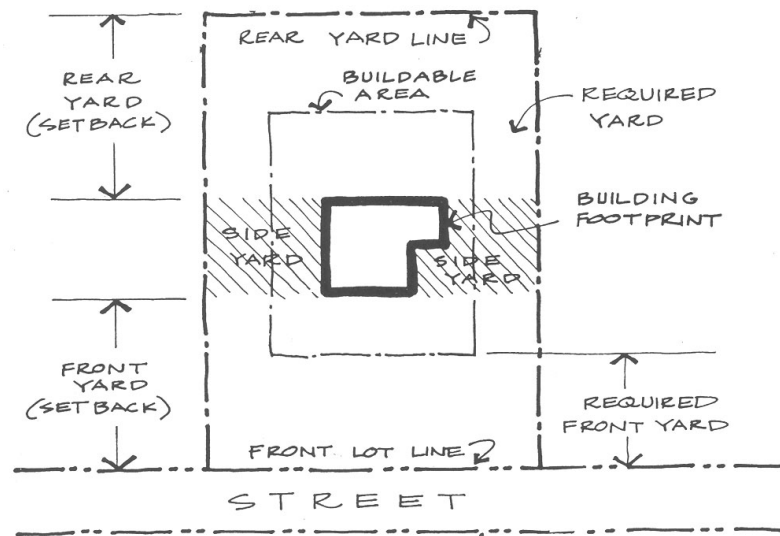 REAR YARD LINE
REAR
YARD
(SETBACK)
BUILDABLE
AREA
REQUIRED
YARD
BUILDING
FOOTPRINT
SIDE
YARD
SIDE
YARD
FRONT
YARD
(SETBACK)
REQUIRED
FRONT YARD
FRONT LOT LINE
STREET